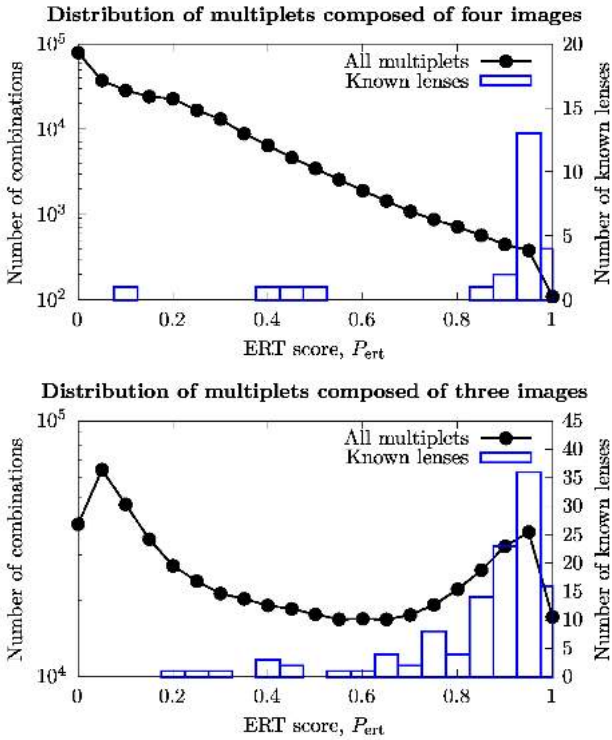 Distribution of multiplets composed of four images
10^5
10^4
10^3
10^2
Number of combinations
All multiplets
Known lenses
20
15
10
5
0
Number of known lenses
0 0.2 0.4 0.6 0.8 1
ERT score, P_ert
Distribution of multiplets composed of three images
10^5
10^4
Number of combinations
All multiplets
Known lenses
45
40
35
30
25
20
15
10
5
0
Number of known lenses
0 0.2 0.4 0.6 0.8 1
ERT score, P_ert